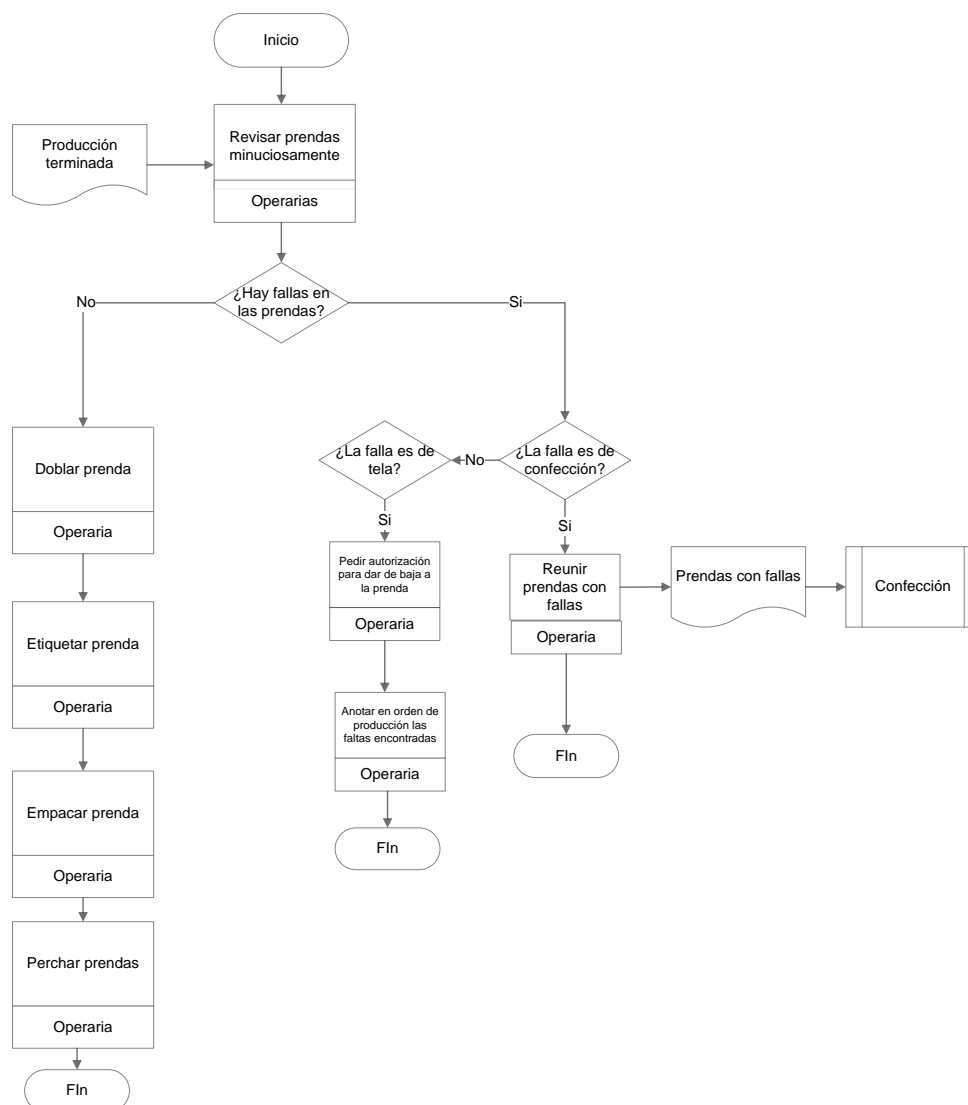 Inicio
Producción
terminada
Revisar prendas
minuciosamente
Operarias
¿Hay fallas en
las prendas?
No
Si
Doblar prenda
Operaria
Etiquetar prenda
Operaria
Empacar prenda
Operaria
Perchar prendas
Operaria
FIn
¿La falla es de
confección?
No
¿La falla es de
tela?
Si
Pedir autorización
para dar de baja a
la prenda
Operaria
Anotar en orden de
producción las
faltas encontradas
Operaria
FIn
Si
Reunir
prendas con
fallas
Operaria
FIn
Prendas con fallas
Confección